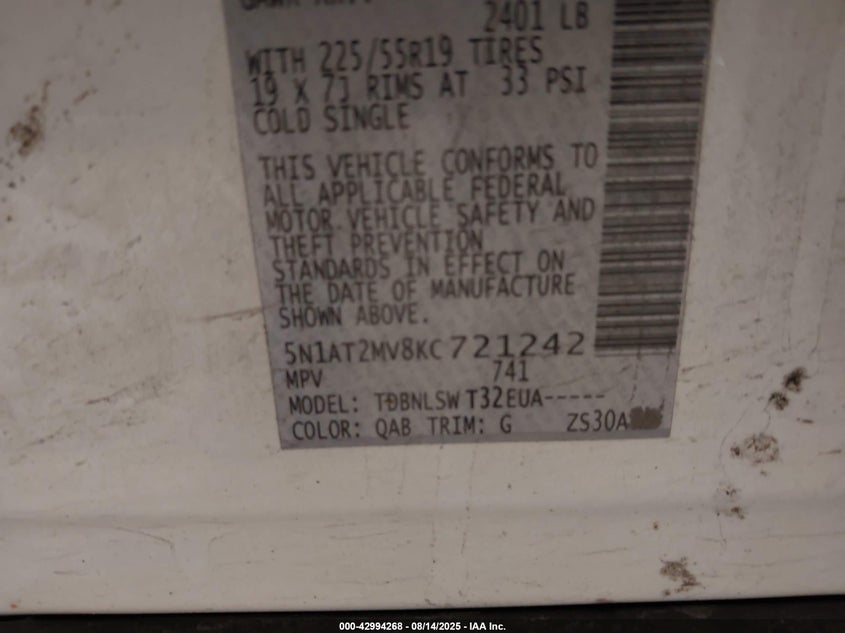 2401 LB
WITH 225/55R19 TIRES
19 X 7J RIMS AT 33 PSI
COLD SINGLE
THIS VEHICLE CONFORMS TO
ALL APPLICABLE FEDERAL
MOTOR VEHICLE SAFETY AND
THEFT PREVENTION
STANDARDS IN EFFECT ON
THE DATE OF MANUFACTURE
SHOWN ABOVE.
5N1AT2MV8KC721242
MPV 741
MODEL: TDBNLSWT32EUA-----
COLOR: QAB TRIM: G ZS30A
000-42994268 - 08/14/2025 - IAA Inc.